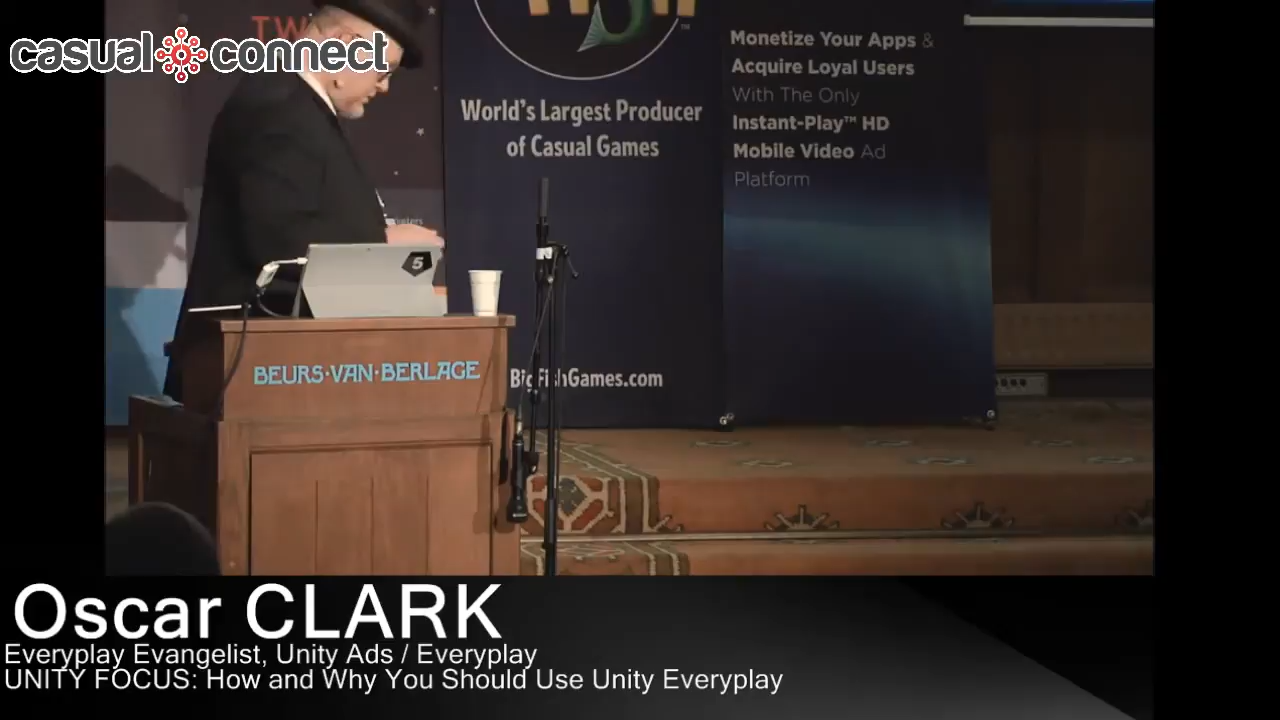 casual connect
TW
World's Largest Producer
of Casual Games
BigFishGames.com
Monetize Your Apps &
Acquire Loyal Users
With The Only
Instant-Play™ HD
Mobile Video Ad
Platform
5
BEURS·VAN·BERLAGE
Oscar CLARK
Everyplay Evangelist, Unity Ads / Everyplay
UNITY FOCUS: How and Why You Should Use Unity Everyplay